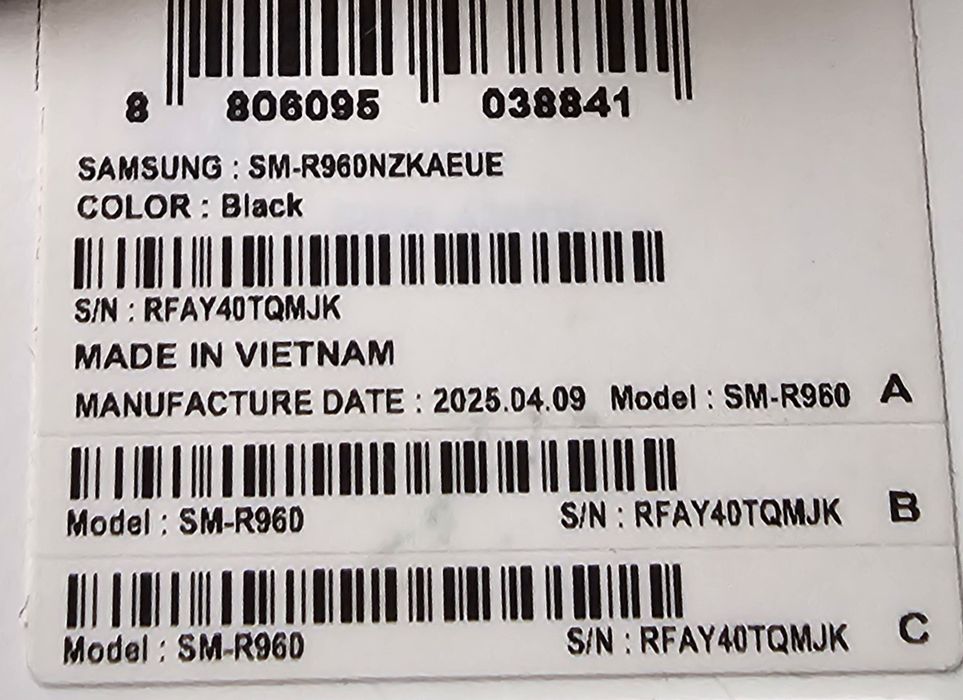 8 806095 038841
SAMSUNG : SM-R960NZKAEUE
COLOR : Black
S/N : RFAY40TQMJK
MADE IN VIETNAM
MANUFACTURE DATE : 2025.04.09 Model : SM-R960 A
Model : SM-R960 S/N : RFAY40TQMJK B
Model : SM-R960 S/N : RFAY40TQMJK C